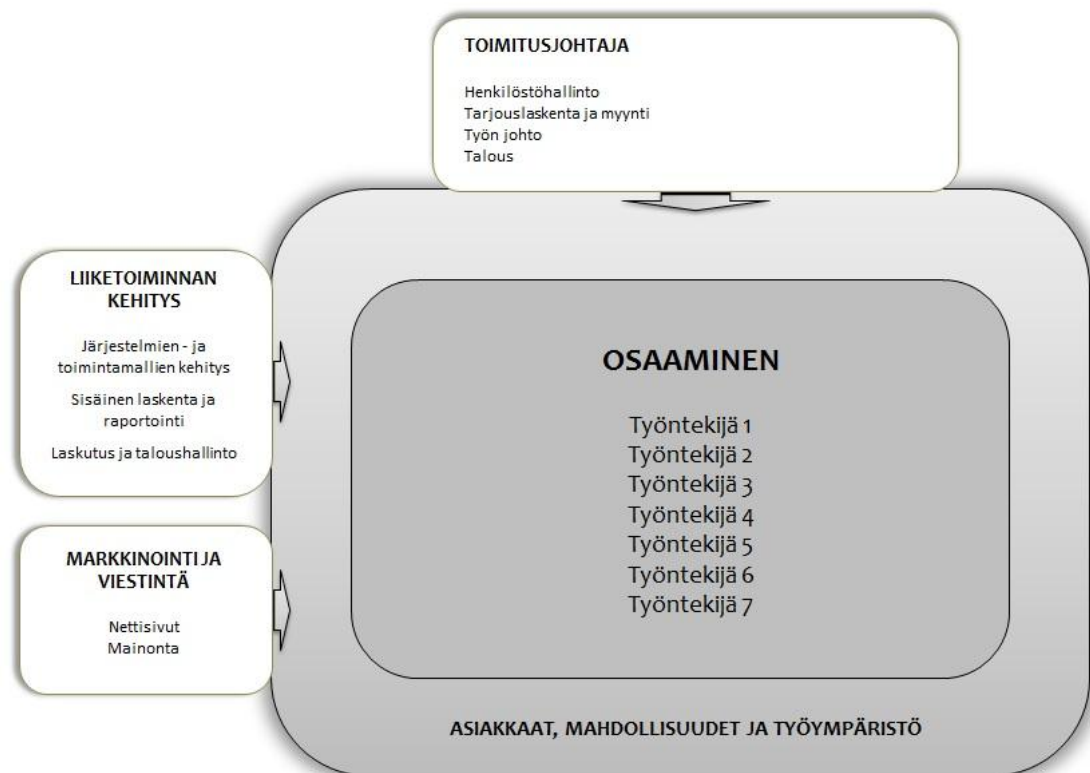 TOIMITUSJOHTAJA
Henkilöstöhallinto
Tarjouslaskenta ja myynti
Työn johto
Talous
LIIKETOIMINNAN
KEHITYS
Järjestelmien - ja
toimintamallien kehitys
Sisäinen laskenta ja
raportointi
Laskutus ja taloushallinto
MARKKINOINTI JA
VIESTINTÄ
Nettisivut
Mainonta
OSAAMINEN
Työntekijä 1
Työntekijä 2
Työntekijä 3
Työntekijä 4
Työntekijä 5
Työntekijä 6
Työntekijä 7
ASIAKKAAT, MAHDOLLISUUDET JA TYÖYMPÄRISTÖ